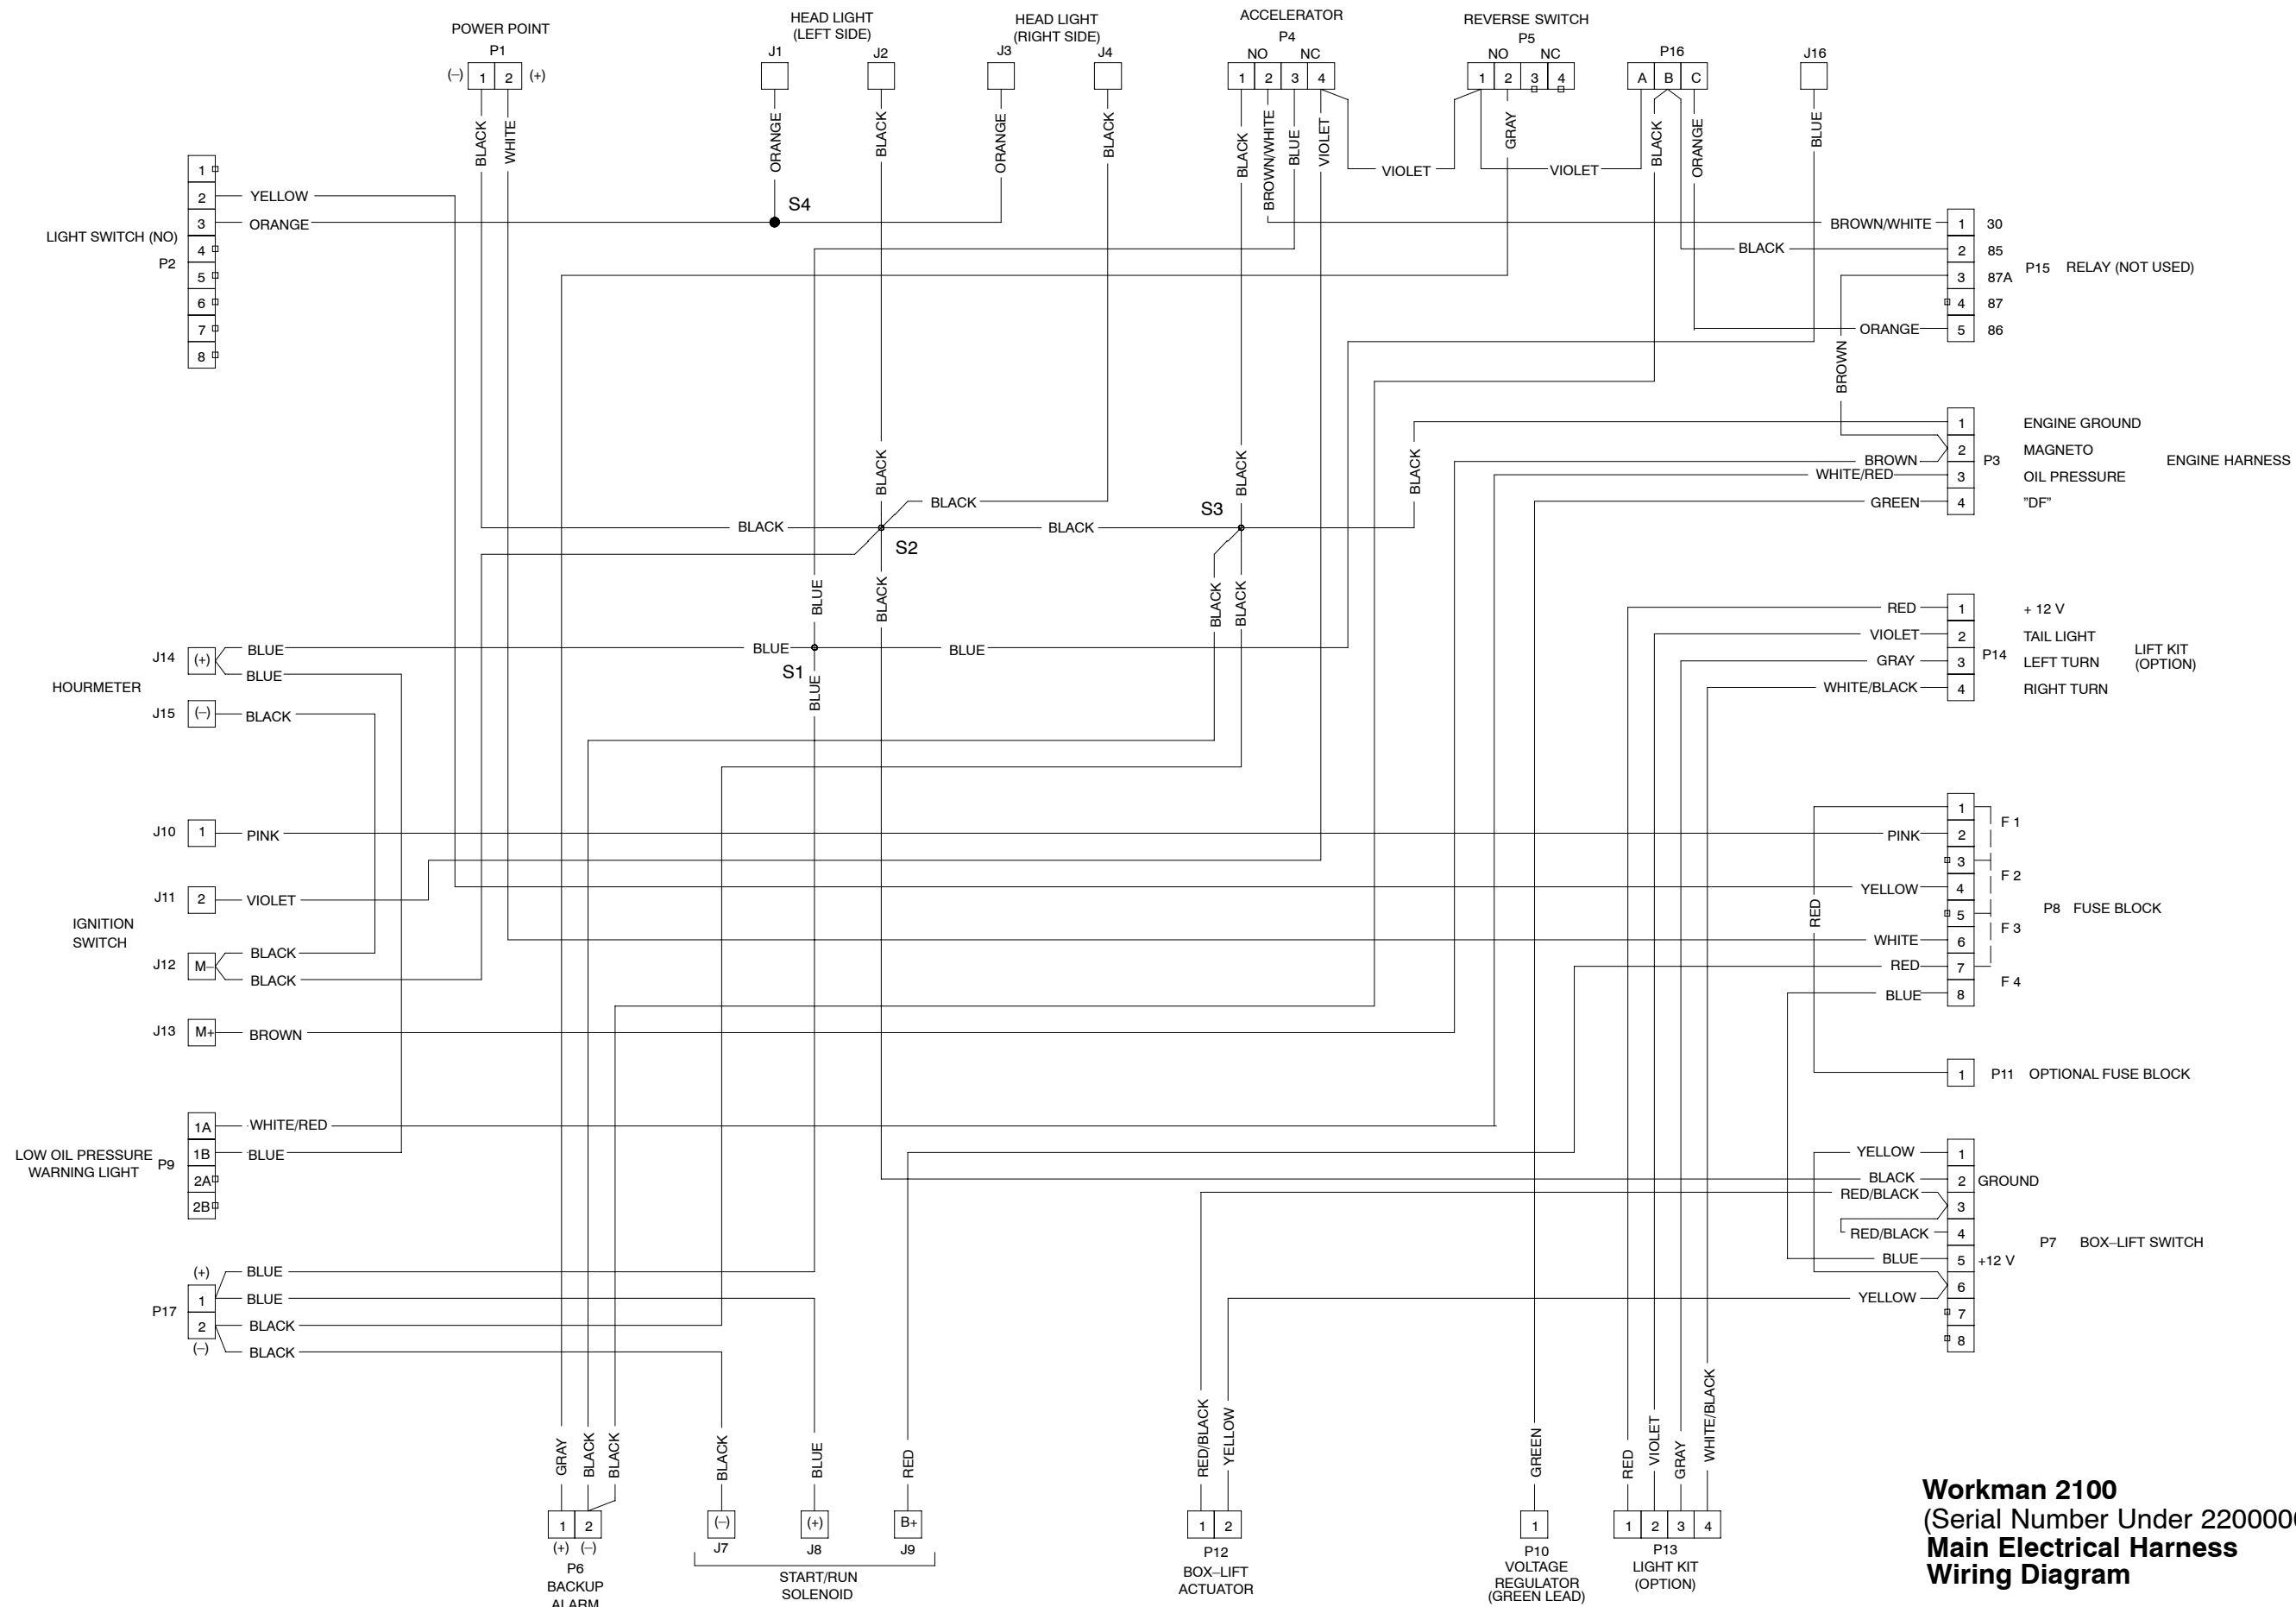 POWER POINT
P1
(–) 1 2 (+)
BLACK
WHITE
HEAD LIGHT
(LEFT SIDE)
J1
J2
ORANGE
BLACK
HEAD LIGHT
(RIGHT SIDE)
J3
J4
ORANGE
BLACK
ACCELERATOR
P4
NO NC
1 2 3 4
BLACK
BROWN/WHITE
BLUE
VIOLET
VIOLET
REVERSE SWITCH
P5
NO NC
1 2 3 4
GRAY
VIOLET
P16
A B C
BLACK
ORANGE
J16
BLUE
LIGHT SWITCH (NO)
P2
1
2 YELLOW
3 ORANGE
4
5
6
7
8
S4
BROWN/WHITE 1 30
BLACK 2 85
3 87A
4 87
ORANGE 5 86
P15 RELAY (NOT USED)
BROWN
1 ENGINE GROUND
2 MAGNETO
BROWN
P3
ENGINE HARNESS
WHITE/RED 3 OIL PRESSURE
GREEN 4 ”DF”
BLACK
BLACK
BLACK
BLACK
BLACK
BLACK
S3
S2
BLACK
BLACK
BLACK
BLUE
RED 1 + 12 V
VIOLET 2 TAIL LIGHT
GRAY 3 LEFT TURN
WHITE/BLACK 4 RIGHT TURN
P14
LIFT KIT
(OPTION)
J14 (+) BLUE
BLUE
BLUE
BLUE
S1
BLUE
HOURMETER
J15 (–) BLACK
J10 1 PINK
J11 2 VIOLET
IGNITION
SWITCH
J12 M– BLACK
BLACK
J13 M+ BROWN
1
PINK 2
3
YELLOW 4
5
WHITE 6
RED 7
BLUE 8
F 1
F 2
F 3
F 4
P8 FUSE BLOCK
RED
1 P11 OPTIONAL FUSE BLOCK
LOW OIL PRESSURE
WARNING LIGHT
P9
1A WHITE/RED
1B BLUE
2A
2B
YELLOW 1
BLACK 2 GROUND
RED/BLACK 3
RED/BLACK 4
BLUE 5 +12 V
6
YELLOW
7
8
P7 BOX–LIFT SWITCH
P17
(+)
1
2
(–)
BLUE
BLUE
BLACK
BLACK
GRAY
BLACK
BLACK
1 2
(+) (–)
P6
BACKUP
ALARM
BLACK
BLUE
RED
(–) (+) B+
J7 J8 J9
START/RUN
SOLENOID
RED/BLACK
YELLOW
1 2
P12
BOX–LIFT
ACTUATOR
GREEN
1
P10
VOLTAGE
REGULATOR
(GREEN LEAD)
RED
VIOLET
GRAY
WHITE/BLACK
1 2 3 4
P13
LIGHT KIT
(OPTION)
Workman 2100
(Serial Number Under 220000
Main Electrical Harness
Wiring Diagram